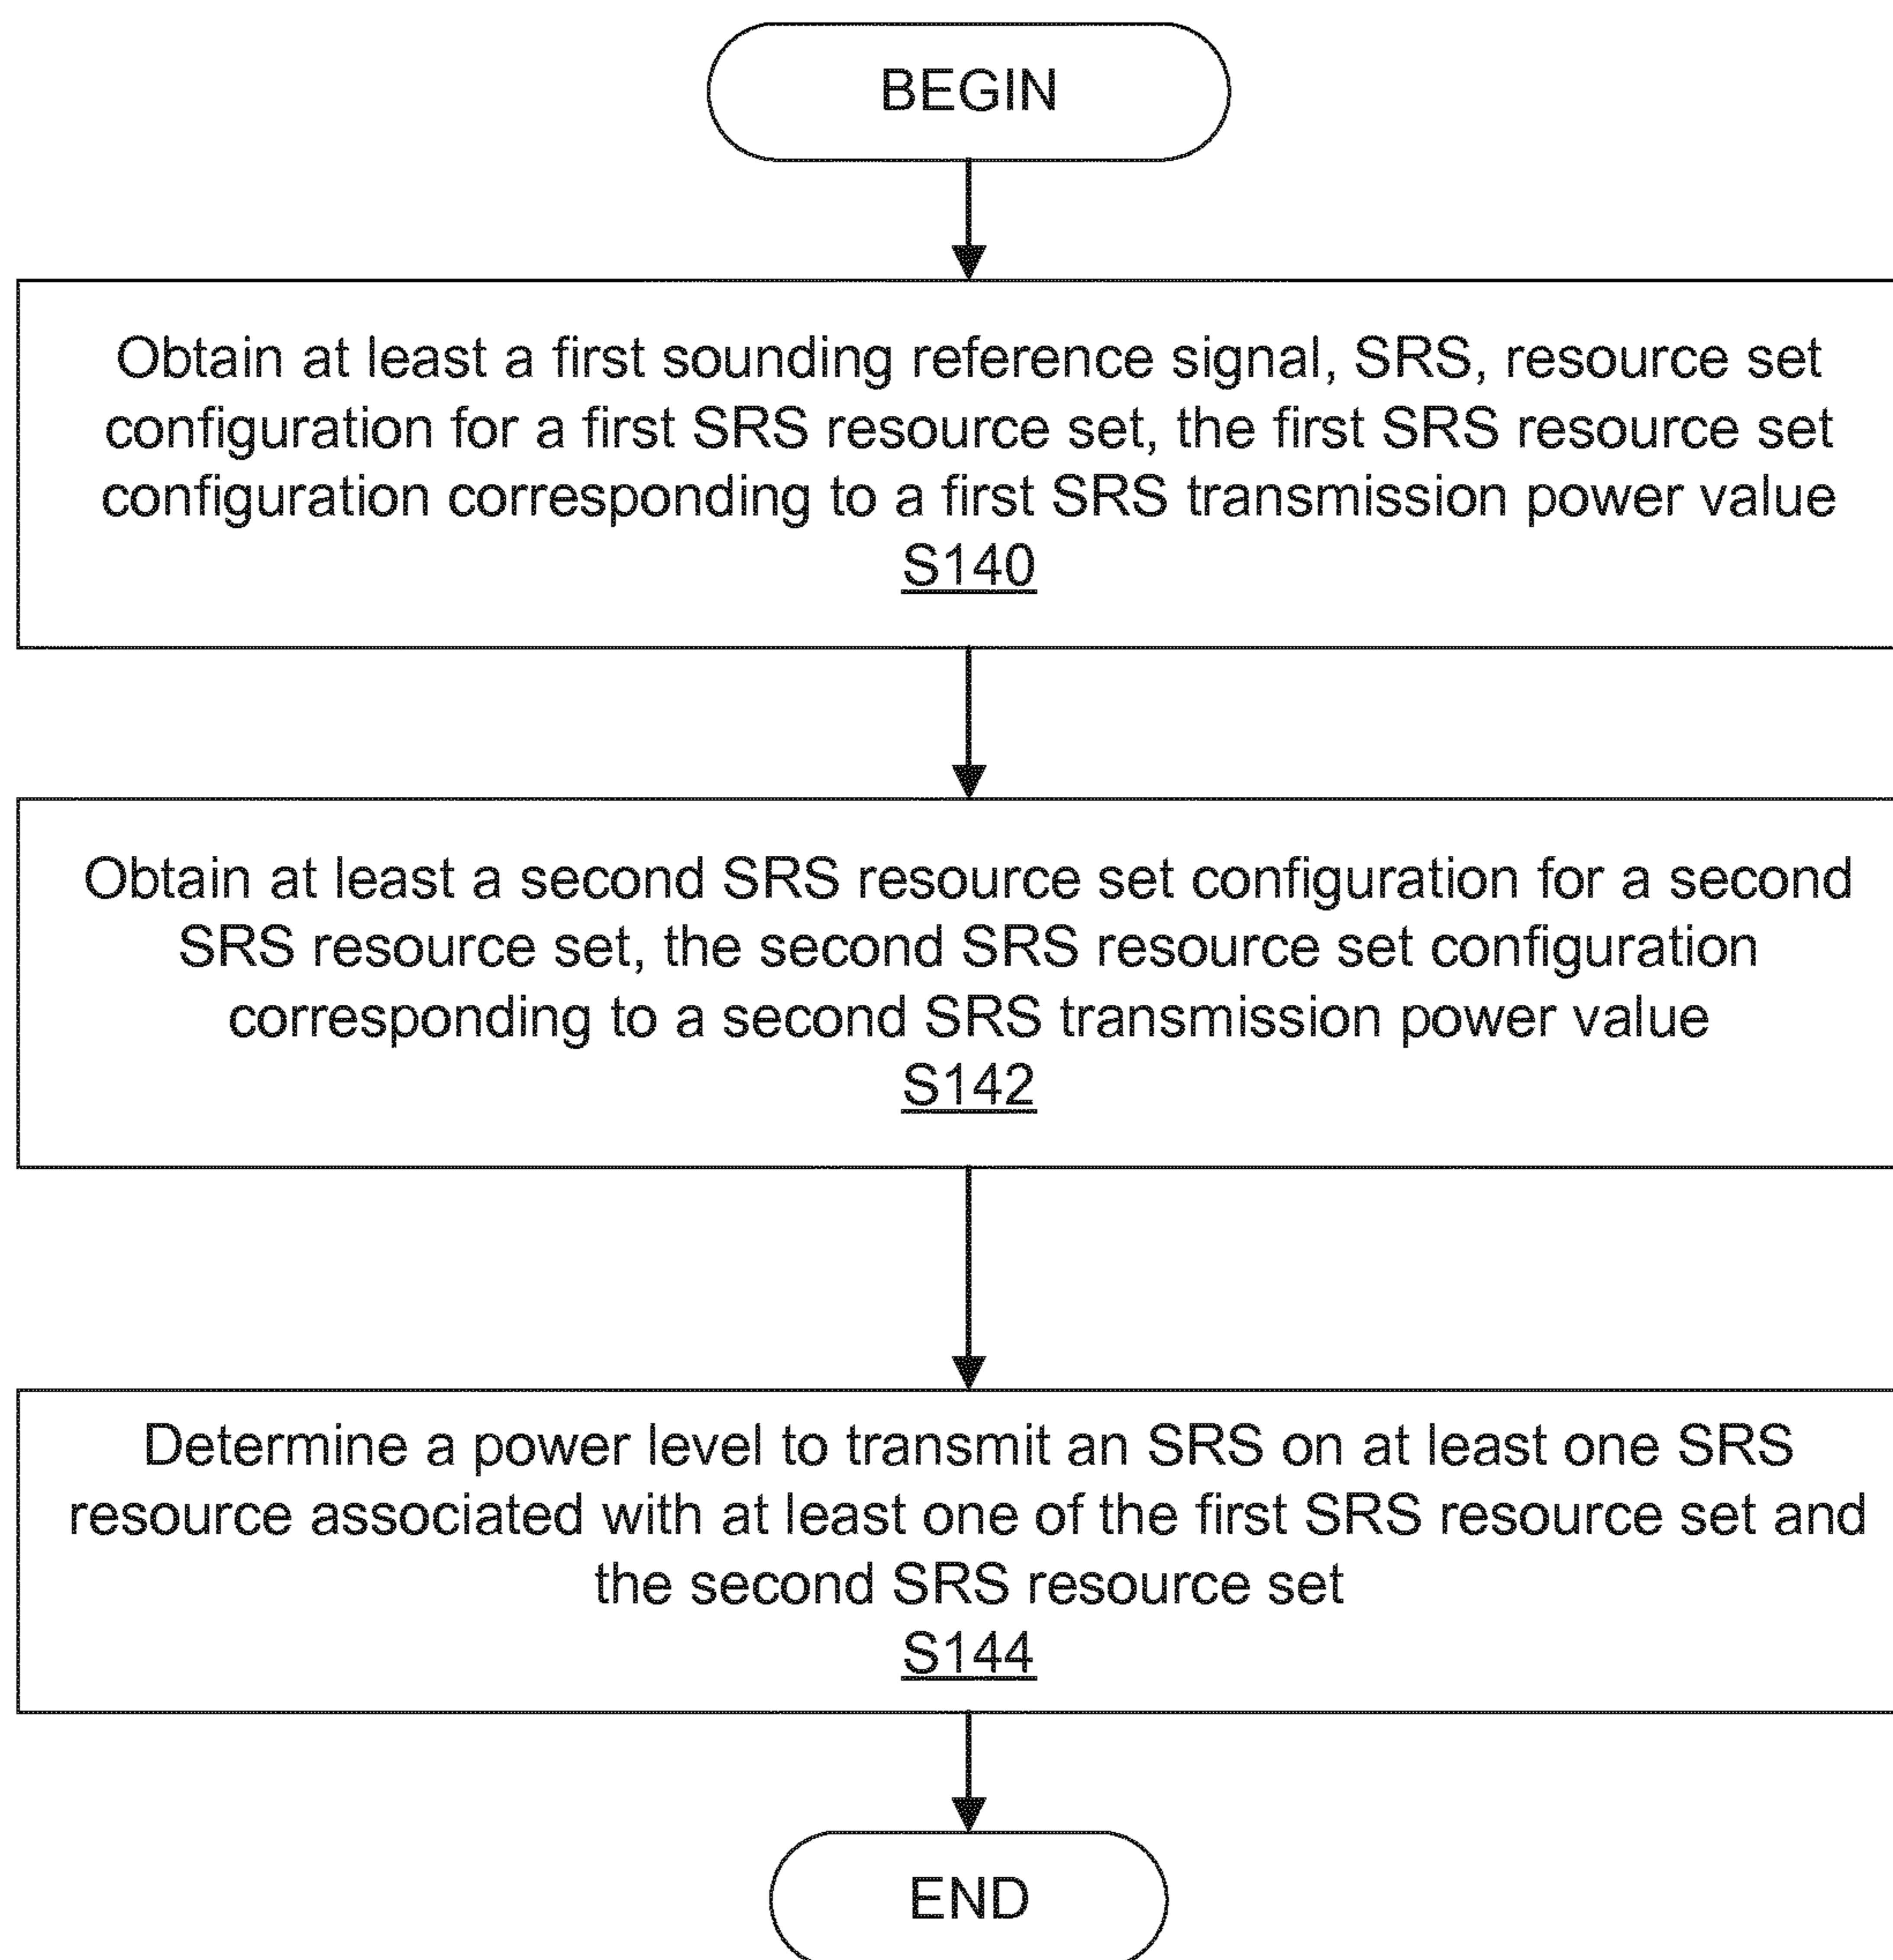 BEGIN
Obtain at least a first sounding reference signal, SRS, resource set
configuration for a first SRS resource set, the first SRS resource set
configuration corresponding to a first SRS transmission power value
S140
Obtain at least a second SRS resource set configuration for a second
SRS resource set, the second SRS resource set configuration
corresponding to a second SRS transmission power value
S142
Determine a power level to transmit an SRS on at least one SRS
resource associated with at least one of the first SRS resource set and
the second SRS resource set
S144
END